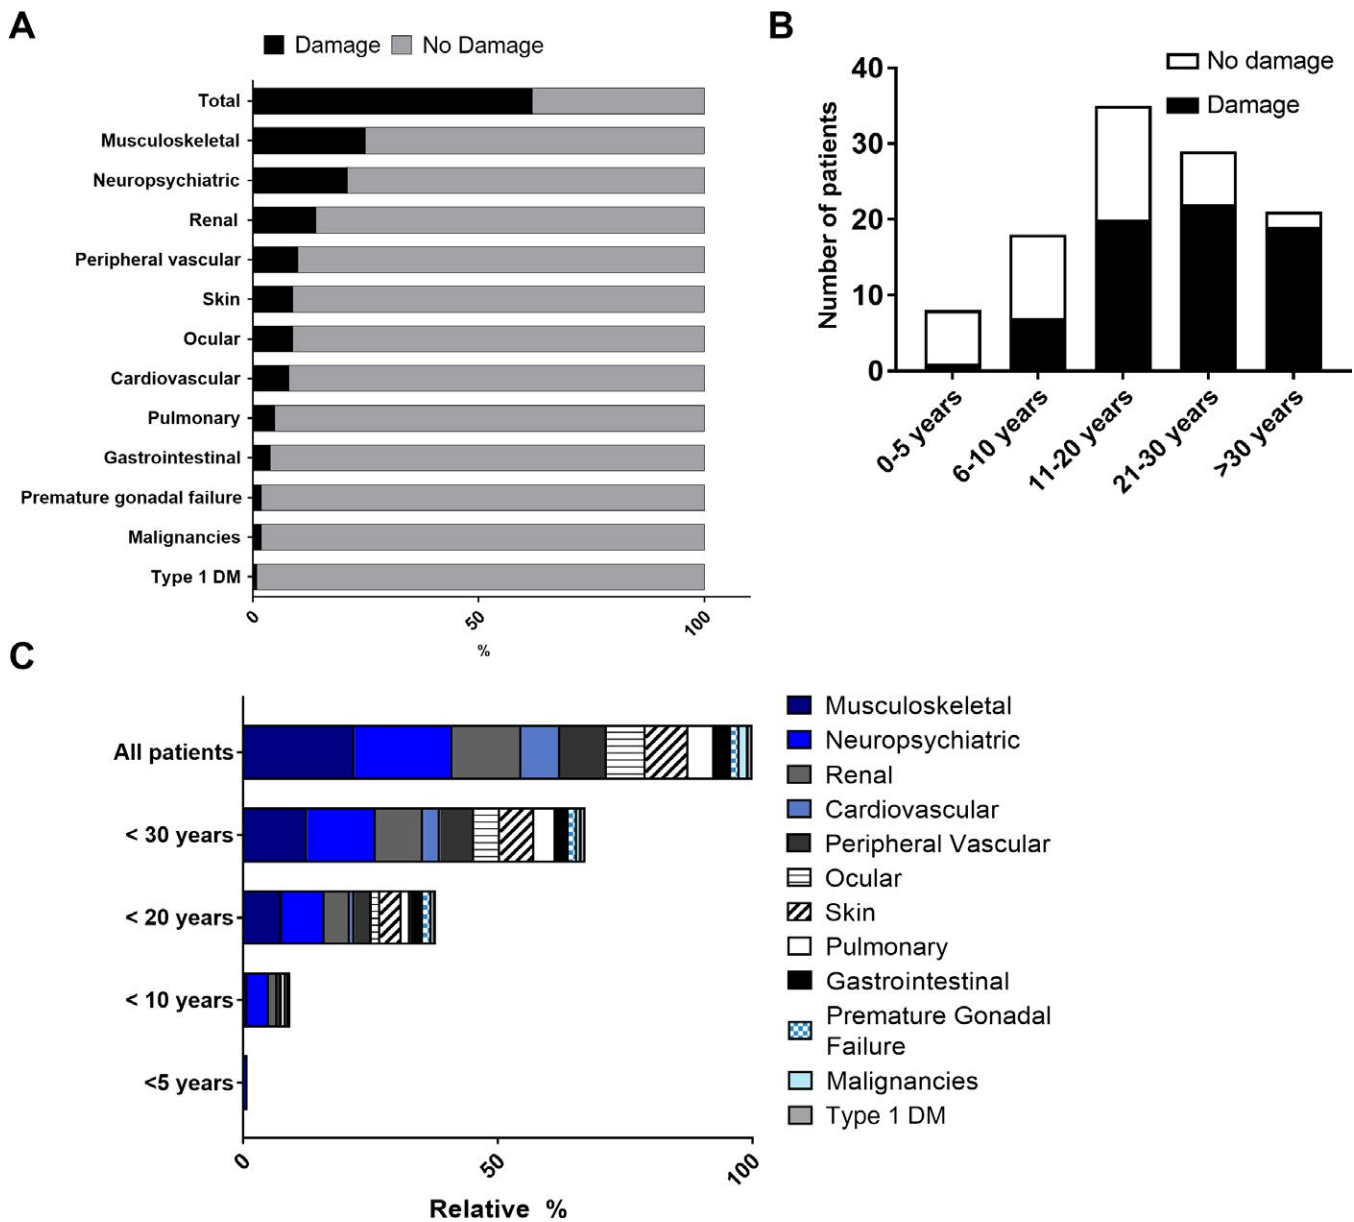 A
Damage No Damage
Total
Musculoskeletal
Neuropsychiatric
Renal
Peripheral vascular
Skin
Ocular
Cardiovascular
Pulmonary
Gastrointestinal
Premature gonadal failure
Malignancies
Type 1 DM
0 50 100
%
B
No damage
Damage
Number of patients
40
30
20
10
0
0-5 years
6-10 years
11-20 years
21-30 years
>30 years
C
All patients
< 30 years
< 20 years
< 10 years
<5 years
0 50 100
Relative %
Musculoskeletal
Neuropsychiatric
Renal
Cardiovascular
Peripheral Vascular
Ocular
Skin
Pulmonary
Gastrointestinal
Premature Gonadal
Failure
Malignancies
Type 1 DM